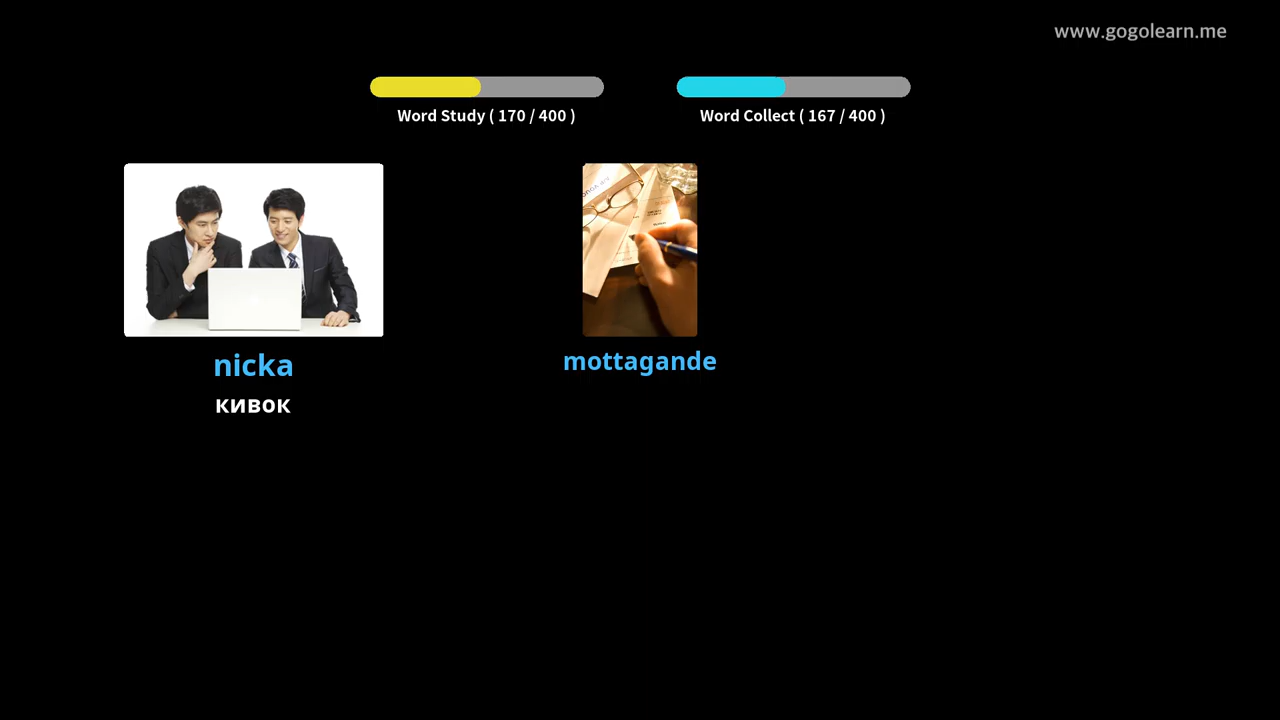 www.gogolearn.me
Word Study ( 170 / 400 )
Word Collect ( 167 / 400 )
nicka
кивок
mottagande